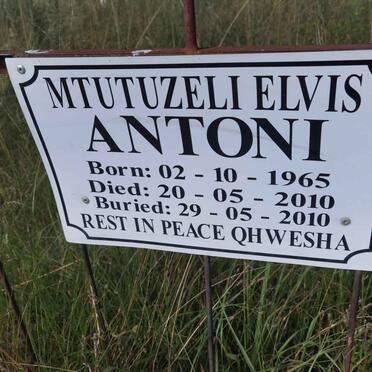 MTUTUZELI ELVIS
ANTONI
Born: 02 - 10 - 1965
Died: 20 - 05 - 2010
Buried: 29 - 05 - 2010
REST IN PEACE QHWESHA